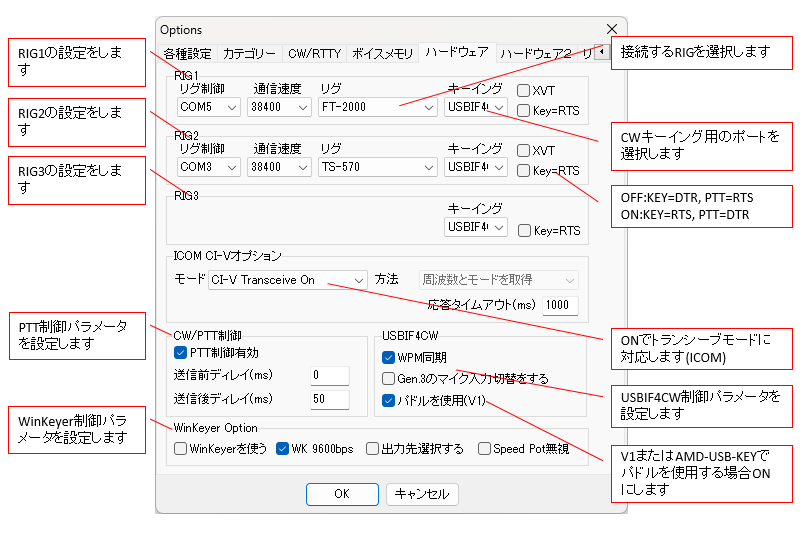 Options
各種設定 カテゴリー CW/RTTY ボイスメモリ ハードウェア ハードウェア2 リ
RIG1
リグ制御 通信速度 リグ キーイング
COM5 38400 FT-2000 USBIF4
XVT
Key=RTS
RIG2
リグ制御 通信速度 リグ キーイング
COM3 38400 TS-570 USBIF4
XVT
Key=RTS
RIG3
キーイング
USBIF4
Key=RTS
ICOM CI-Vオプション
モード CI-V Transceive On 方法 周波数とモードを取得
応答タイムアウト(ms) 1000
CW/PTT制御
PTT制御有効
送信前ディレイ(ms) 0
送信後ディレイ(ms) 50
USBIF4CW
WPM同期
Gen.3のマイク入力切替をする
パドルを使用(V1)
WinKeyer Option
WinKeyerを使う WK 9600bps 出力先選択する Speed Pot無視
OK キャンセル
RIG1の設定をしま
す
RIG2の設定をしま
す
RIG3の設定をしま
す
PTT制御パラメータ
を設定します
WinKeyer制御パラ
メータを設定します
接続するRIGを選択します
CWキーイング用のポートを
選択します
OFF:KEY=DTR, PTT=RTS
ON:KEY=RTS, PTT=DTR
ONでトランシーブモードに
対応します(ICOM)
USBIF4CW制御パラメータを
設定します
V1またはAMD-USB-KEYで
パドルを使用する場合ON
にします